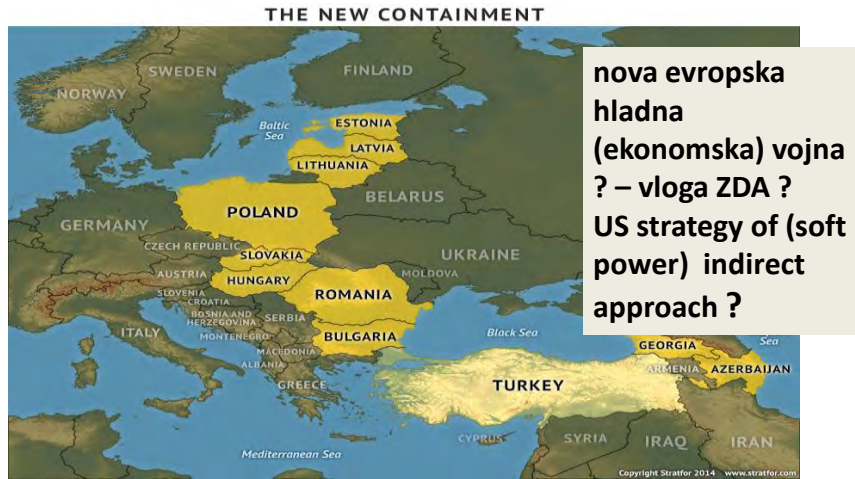 THE NEW CONTAINMENT
nova evropska
hladna
(ekonomska) vojna
? – vloga ZDA ?
US strategy of (soft
power) indirect
approach ?
SWEDEN
FINLAND
NORWAY
Baltic
Sea
ESTONIA
LATVIA
LITHUANIA
BELARUS
POLAND
GERMANY
CZECH REPUBLIC
SLOVAKIA
UKRAINE
AUSTRIA
HUNGARY
MOLDOVA
SLOVENIA
CROATIA
ROMANIA
BOSNIA AND
HERZEGOVINA
SERBIA
ITALY
MONTENEGRO
BULGARIA
Black Sea
Sea
MACEDONIA
ALBANIA
GEORGIA
ARMENIA
AZERBAIJAN
GREECE
TURKEY
CYPRUS
SYRIA
IRAQ
IRAN
Mediterranean Sea
Copyright Stratfor 2014 www.stratfor.com